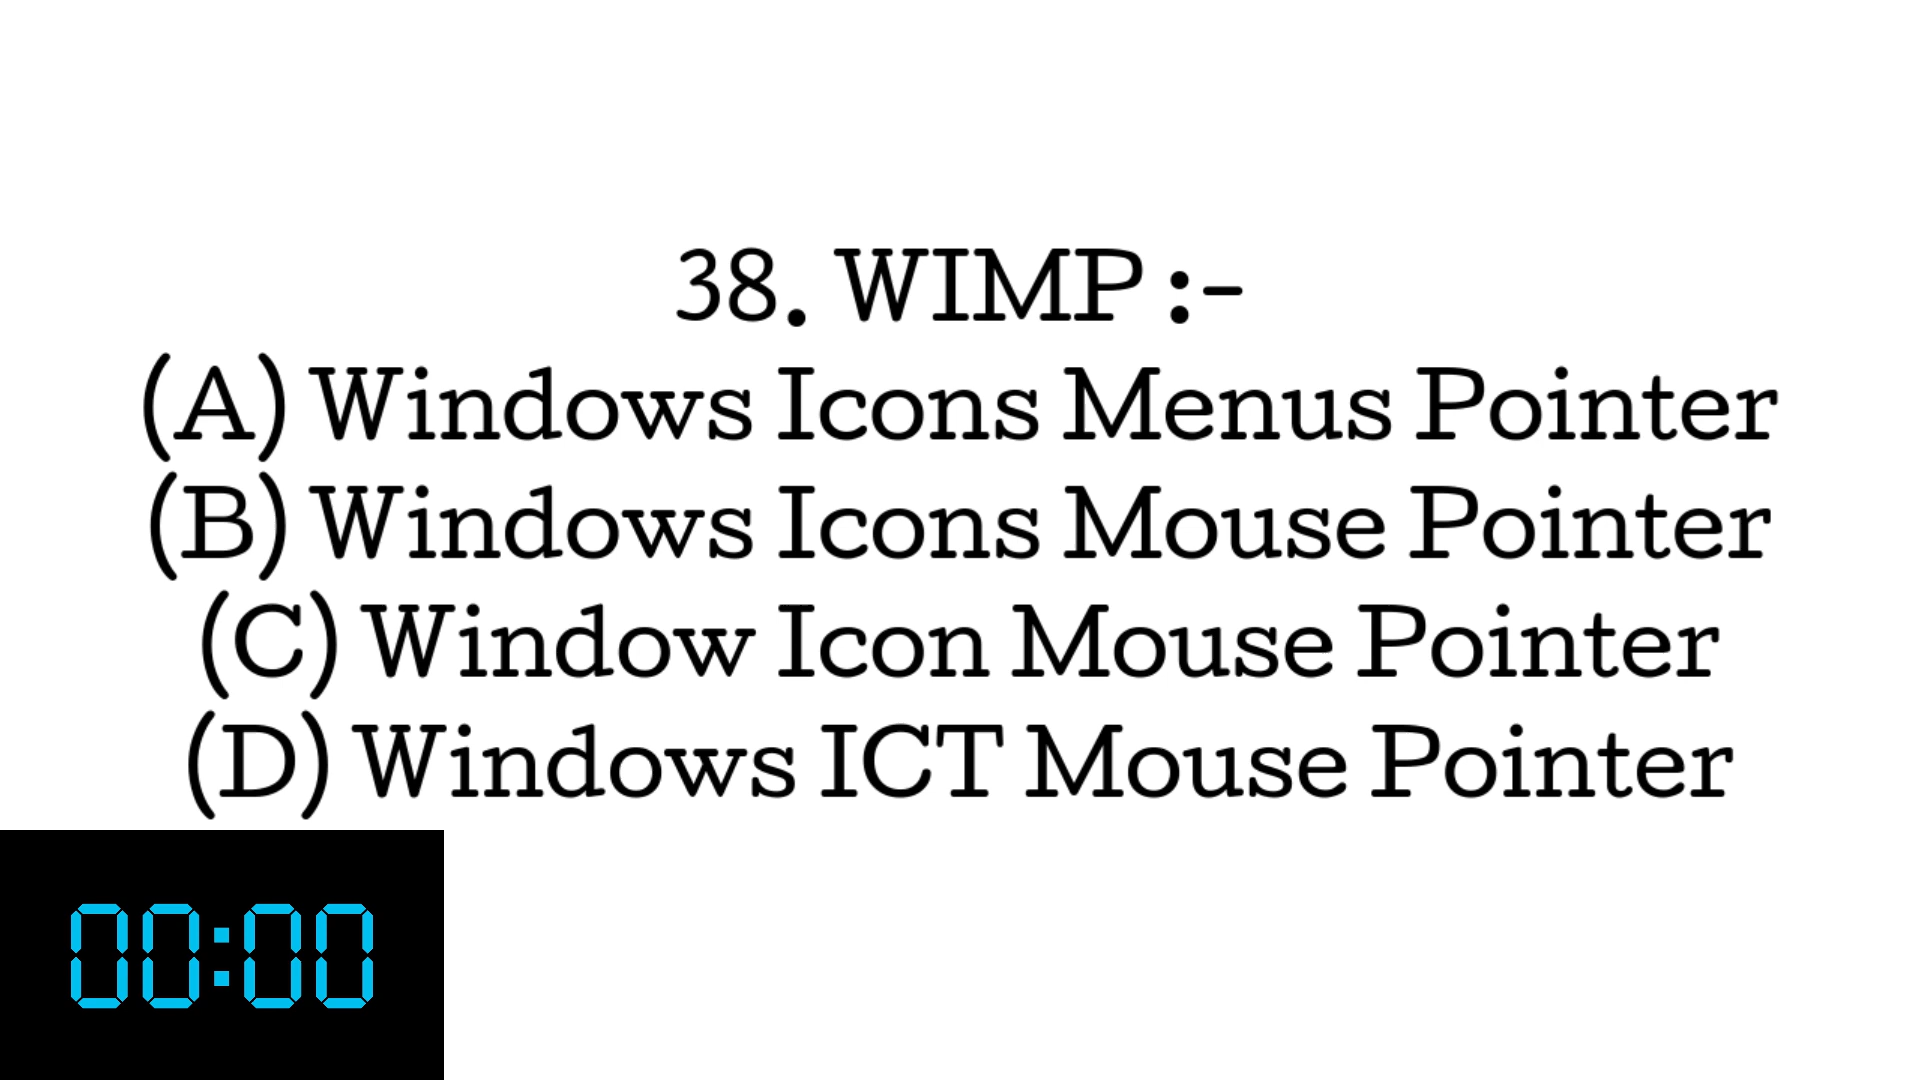 38. WIMP :-
(A) Windows Icons Menus Pointer
(B) Windows Icons Mouse Pointer
(C) Window Icon Mouse Pointer
(D) Windows ICT Mouse Pointer
00:00